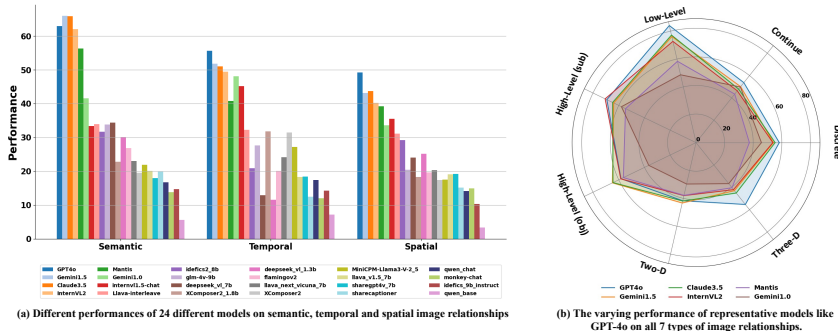 Performance
60
50
40
30
20
10
0
Semantic
Temporal
Spatial
GPT4o
Gemini1.5
Claude3.5
InternVL2
Mantis
Gemini1.0
internvl1.5-chat
Llava-interleave
idefics2_8b
glm-4v-9b
deepseek_vl_7b
XComposer2_1.8b
deepseek_vl_1.3b
flamingov2
llava_next_vicuna_7b
XComposer2
MiniCPM-Llama3-V-2_5
llava_v1.5_7b
sharegpt4v_7b
sharecaptioner
qwen_chat
monkey-chat
idefics_9b_instruct
qwen_base
(a) Different performances of 24 different models on semantic, temporal and spatial image relationships
Low-Level
Continue
High-Level (sub)
Discrete
High-Level (obj)
Two-D
Three-D
0
20
40
60
80
GPT4o
Gemini1.5
Claude3.5
InternVL2
Mantis
Gemini1.0
(b) The varying performance of representative models like
GPT-4o on all 7 types of image relationships.